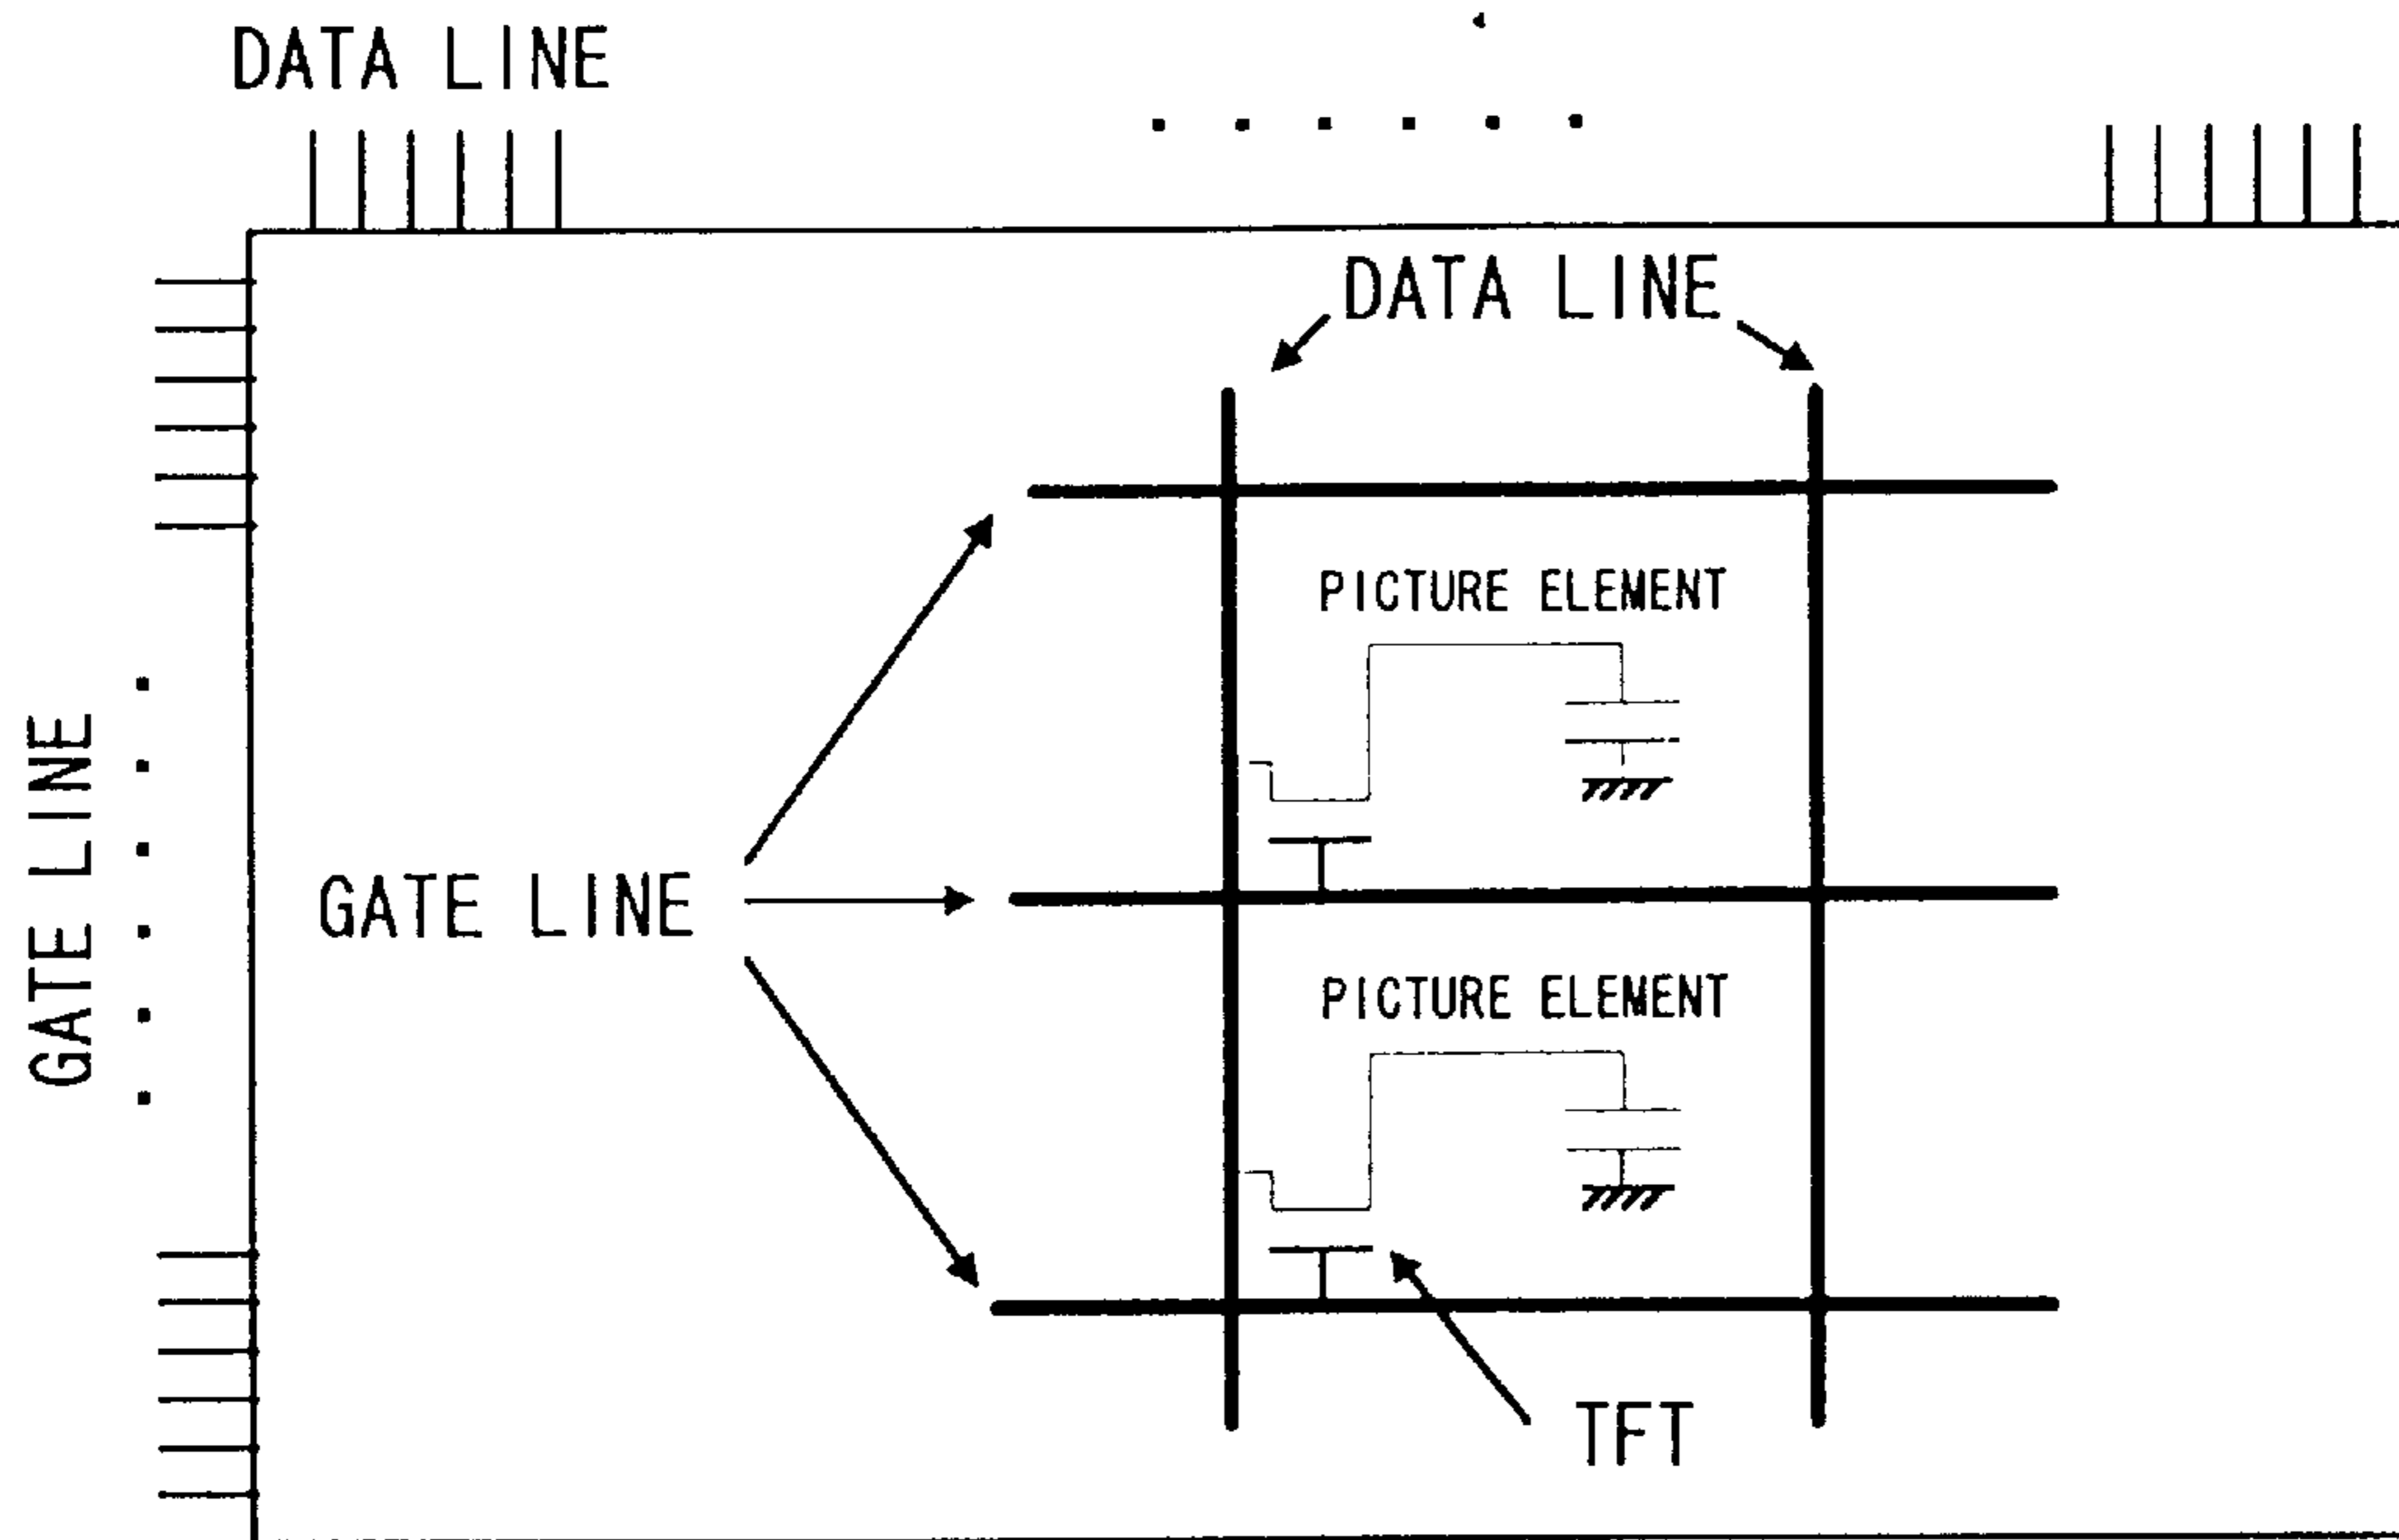 DATA LINE
DATA LINE
PICTURE ELEMENT
GATE LINE
GATE LINE
PICTURE ELEMENT
TFT